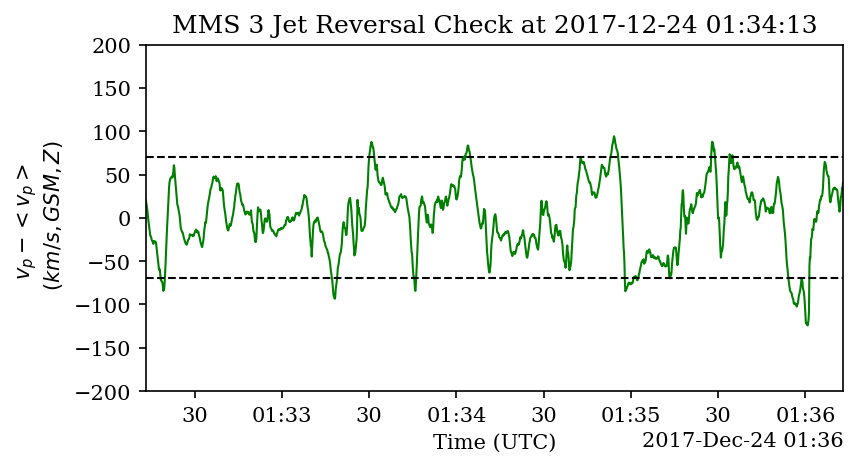 MMS 3 Jet Reversal Check at 2017-12-24 01:34:13
200
150
100
50
0
−50
−100
−150
−200
v_p − < v_p >
(km/s, GSM, Z)
30 01:33 30 01:34 30 01:35 30 01:36
Time (UTC) 2017-Dec-24 01:36